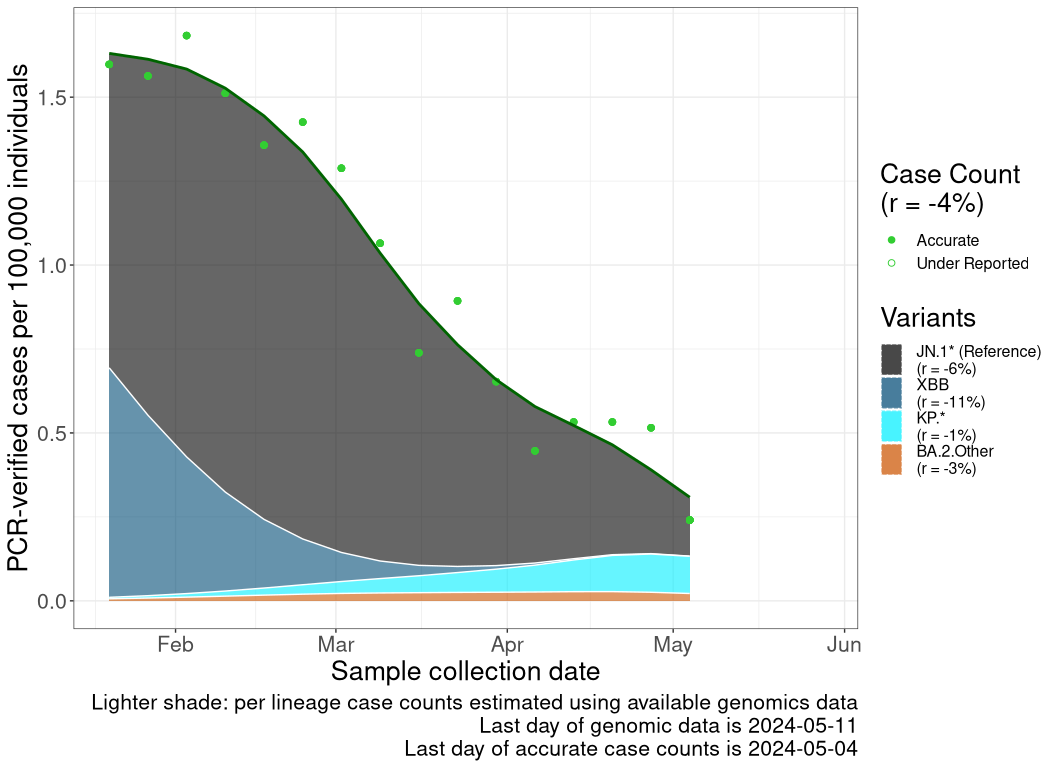 PCR-verified cases per 100,000 individuals
1.5
1.0
0.5
0.0
Feb
Mar
Apr
May
Jun
Sample collection date
Lighter shade: per lineage case counts estimated using available genomics data
Last day of genomic data is 2024-05-11
Last day of accurate case counts is 2024-05-04
Case Count
(r = -4%)
Accurate
Under Reported
Variants
JN.1* (Reference)
(r = -6%)
XBB
(r = -11%)
KP.*
(r = -1%)
BA.2.Other
(r = -3%)